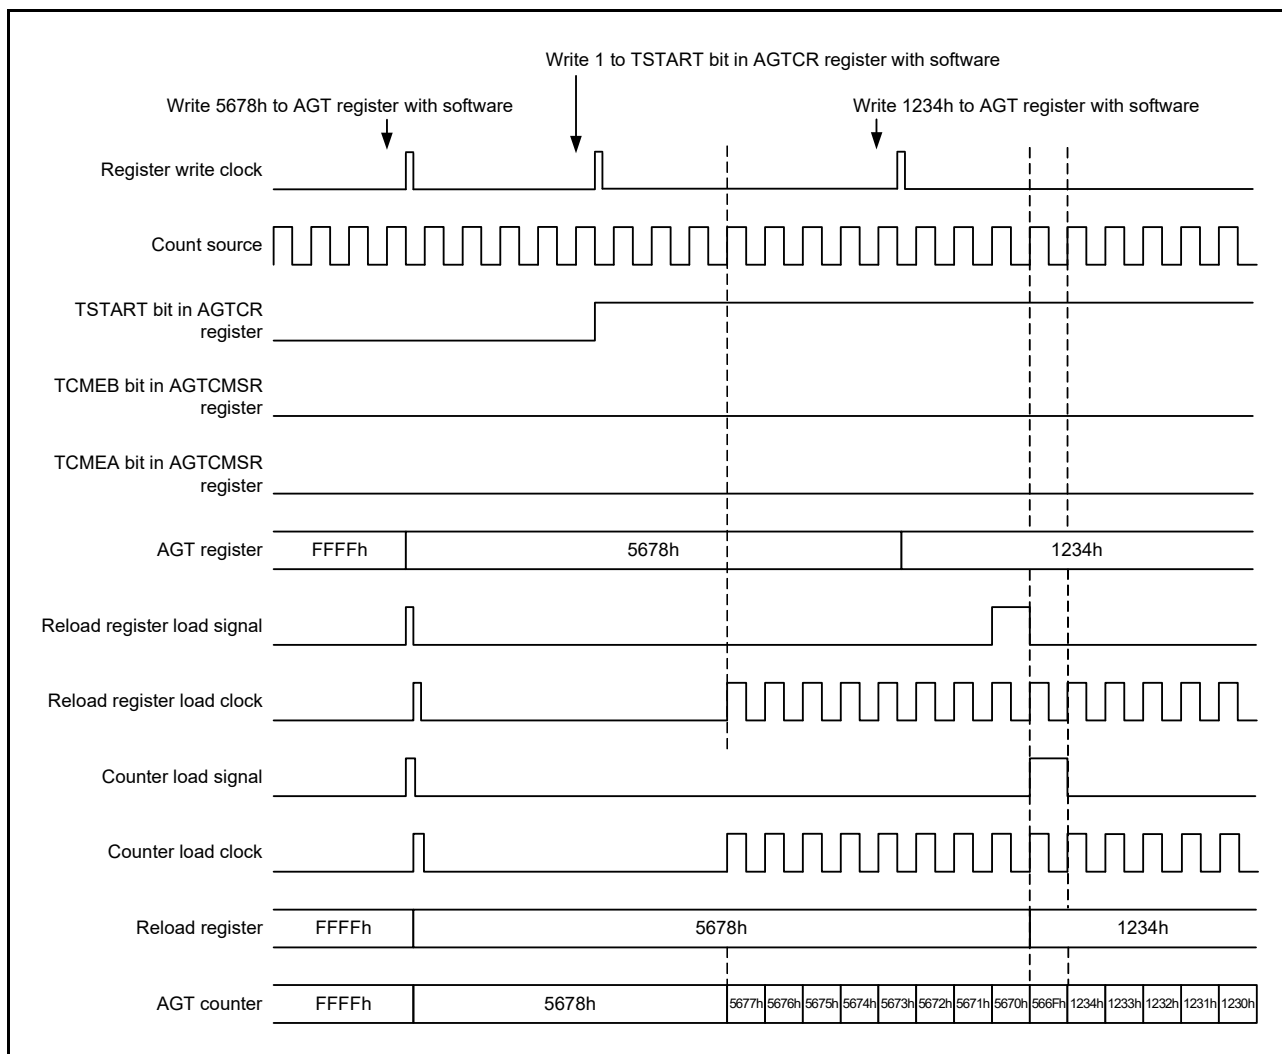 Write 1 to TSTART bit in AGTCR register with software
Write 5678h to AGT register with software
Write 1234h to AGT register with software
Register write clock
Count source
TSTART bit in AGTCR
register
TCMEB bit in AGTCMSR
register
TCMEA bit in AGTCMSR
register
AGT register FFFFh 5678h 1234h
Reload register load signal
Reload register load clock
Counter load signal
Counter load clock
Reload register FFFFh 5678h 1234h
AGT counter FFFFh 5678h 5677h 5676h 5675h 5674h 5673h 5672h 5671h 5670h 566Fh 1234h 1233h 1232h 1231h 1230h